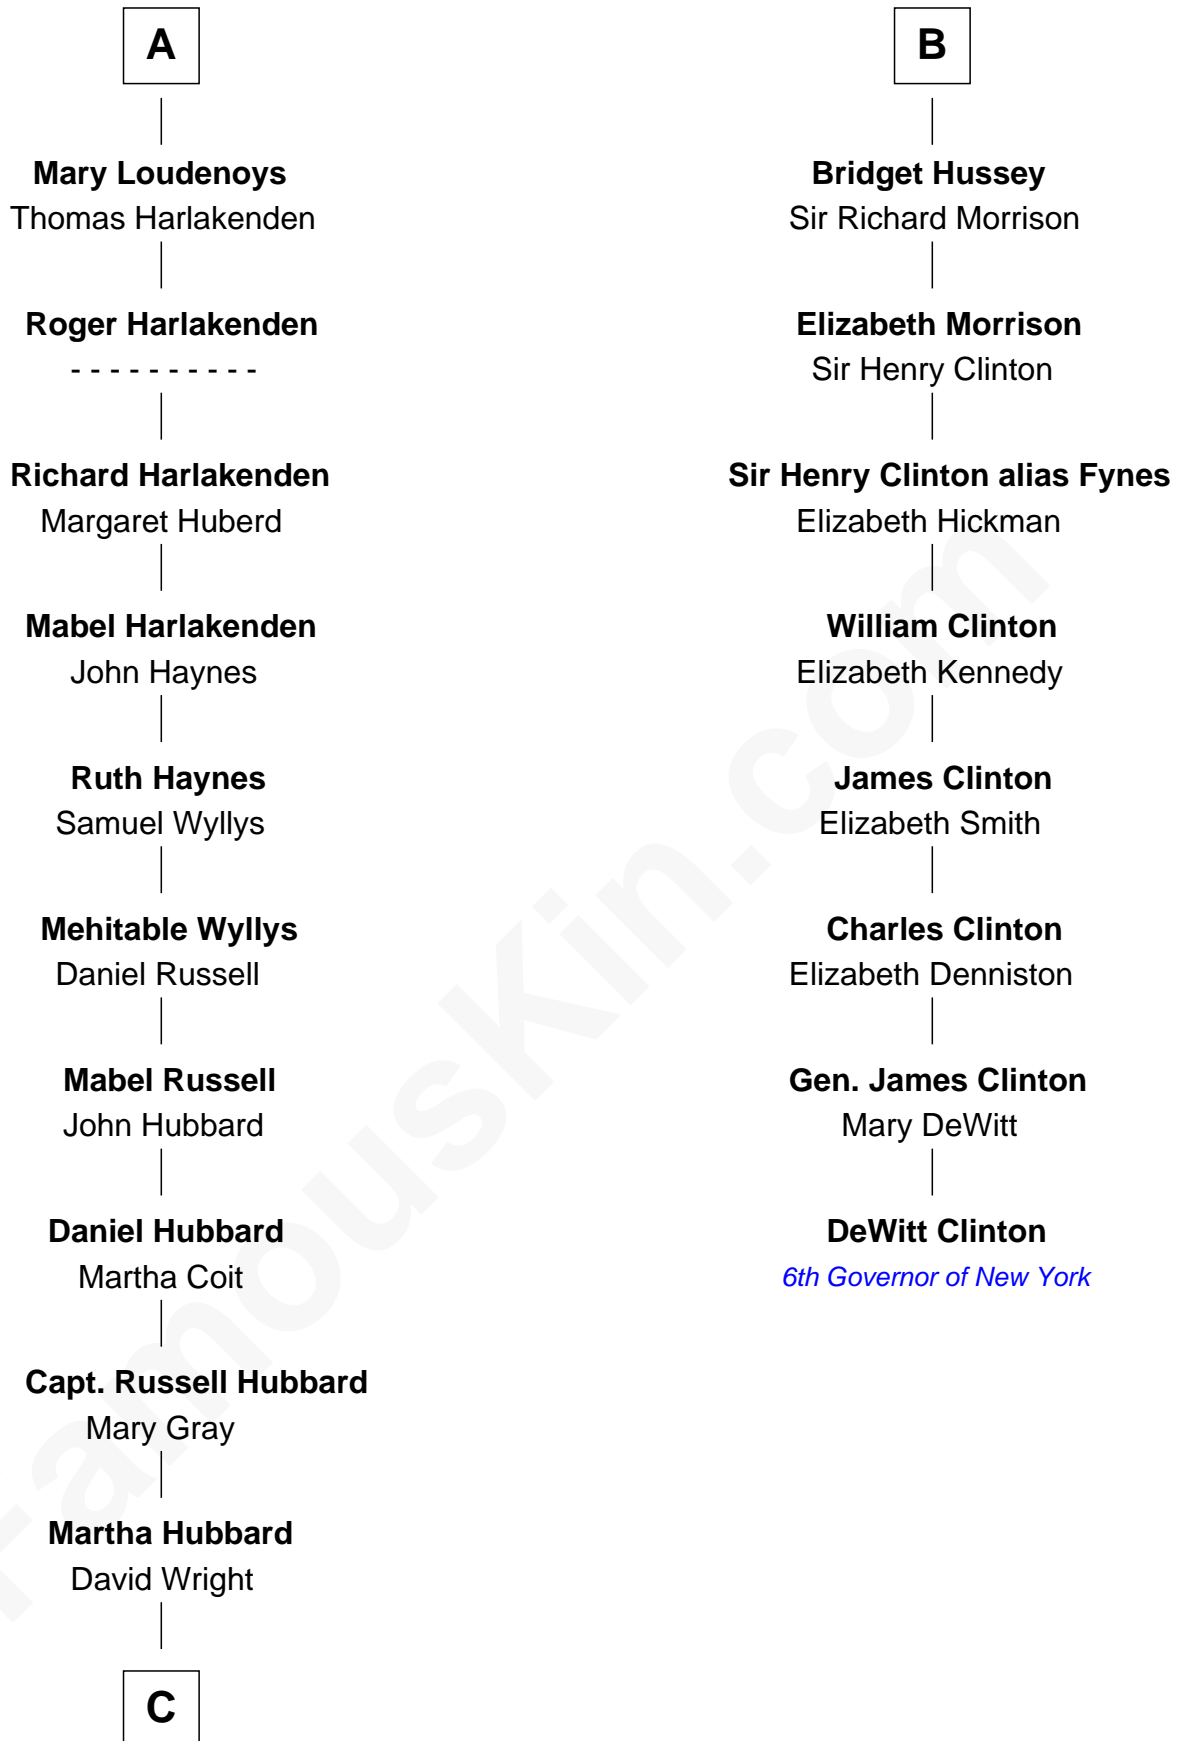 A
Mary Loudenoys
Thomas Harlakenden
Roger Harlakenden
- - - - - - - - - -
Richard Harlakenden
Margaret Huberd
Mabel Harlakenden
John Haynes
Ruth Haynes
Samuel Wyllys
Mehitable Wyllys
Daniel Russell
Mabel Russell
John Hubbard
Daniel Hubbard
Martha Coit
Capt. Russell Hubbard
Mary Gray
Martha Hubbard
David Wright
C
B
Bridget Hussey
Sir Richard Morrison
Elizabeth Morrison
Sir Henry Clinton
Sir Henry Clinton alias Fynes
Elizabeth Hickman
William Clinton
Elizabeth Kennedy
James Clinton
Elizabeth Smith
Charles Clinton
Elizabeth Denniston
Gen. James Clinton
Mary DeWitt
DeWitt Clinton
6th Governor of New York
FamousKin.com